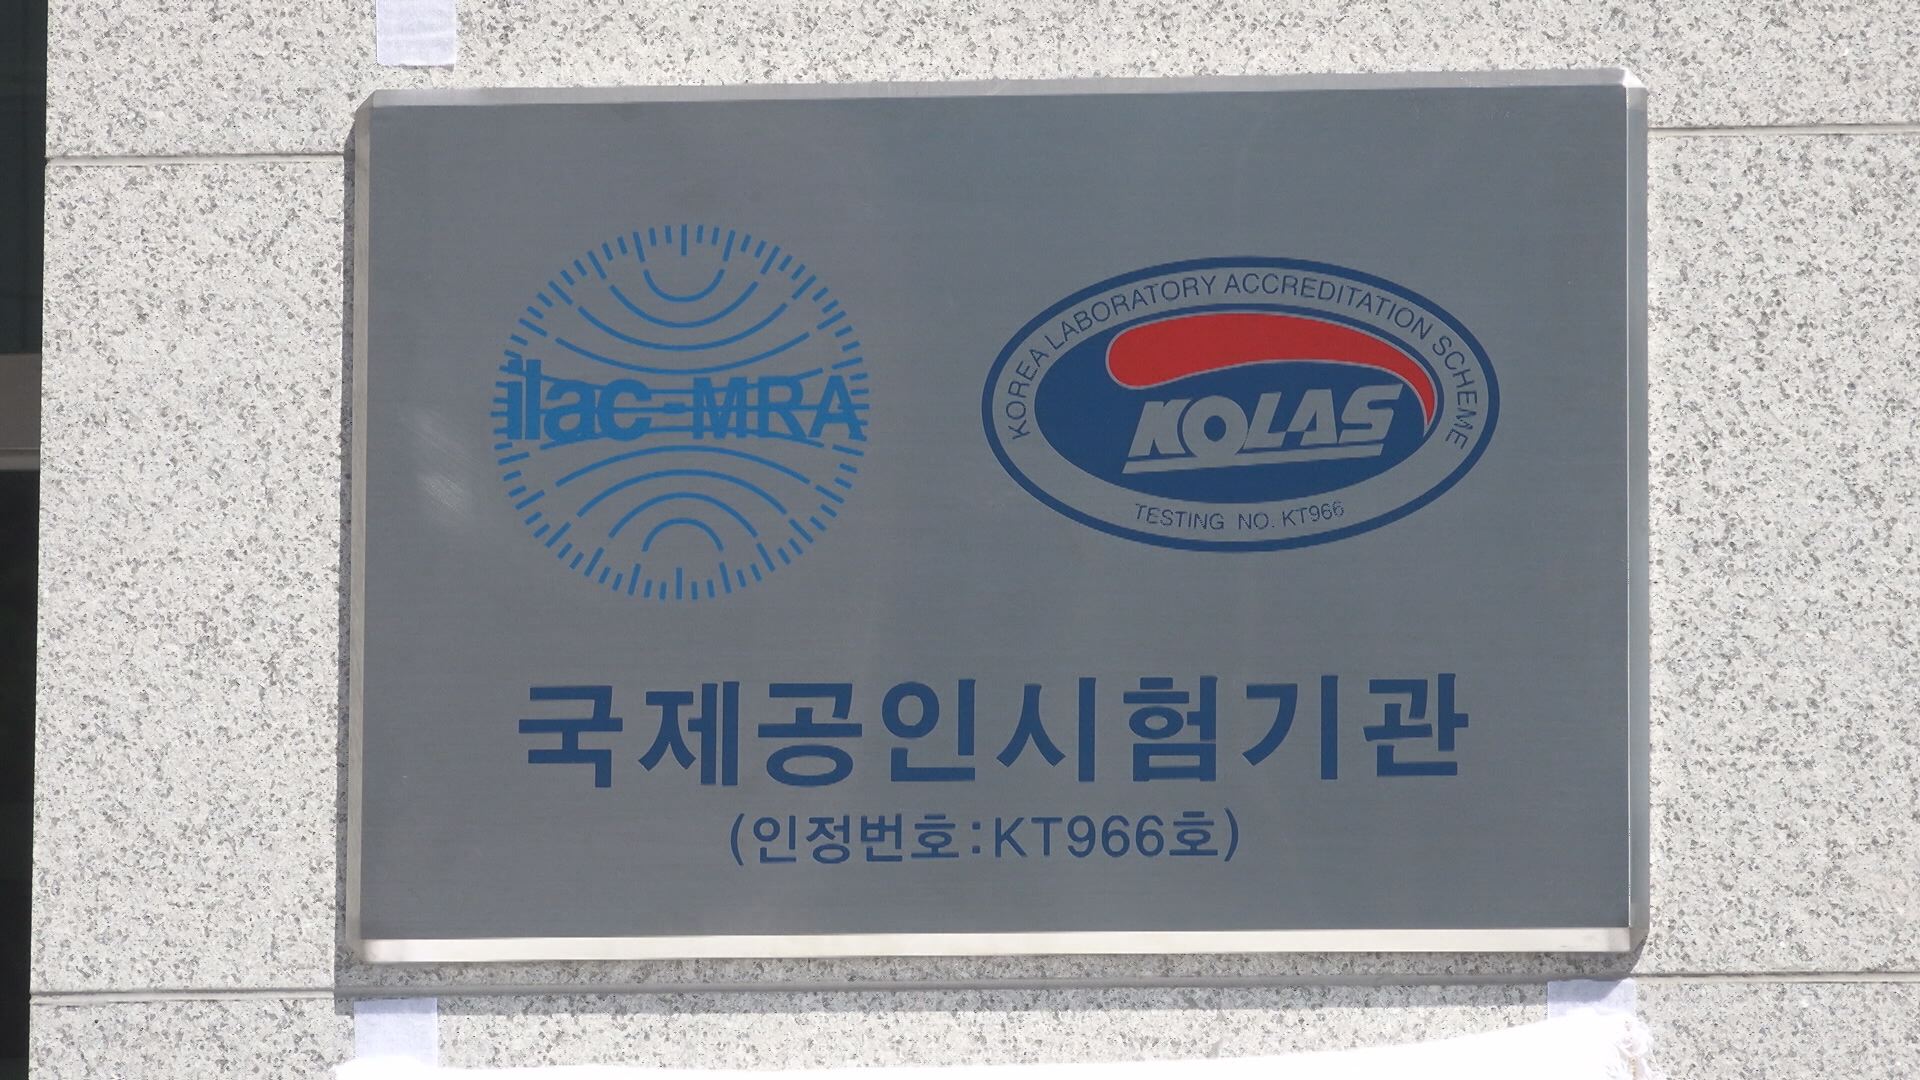 ilac-MRA
KOREA LABORATORY ACCREDITATION SCHEME
KOLAS
TESTING NO. KT966
국제공인시험기관
(인정번호:KT966호)